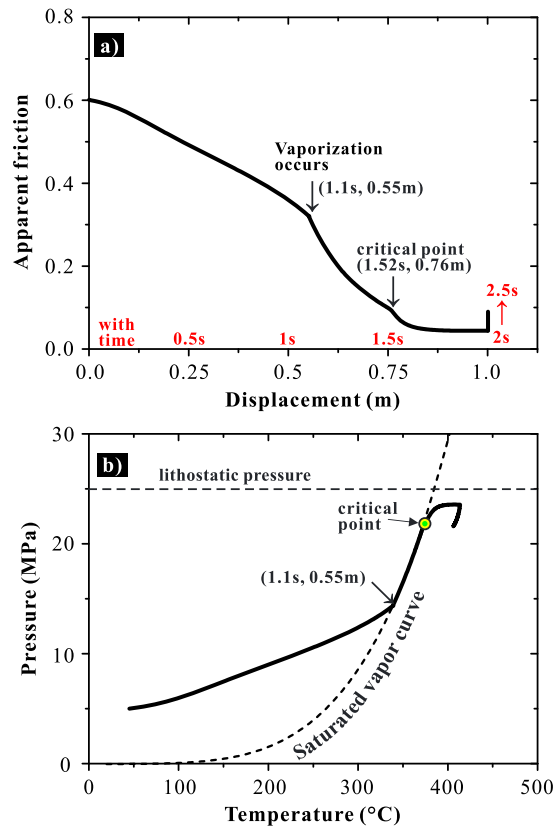 0.8
a)
0.6
Vaporization
occurs
(1.1s, 0.55m)
0.4
critical point
(1.52s, 0.76m)
0.2
2.5s
with
time
0.5s
1s
1.5s
2s
0.0
0.0
0.25
0.5
0.75
1.0
Apparent friction
Displacement (m)
30
b)
lithostatic pressure
critical
point
20
(1.1s, 0.55m)
Saturated vapor curve
10
0
0
100
200
300
400
500
Pressure (MPa)
Temperature (°C)